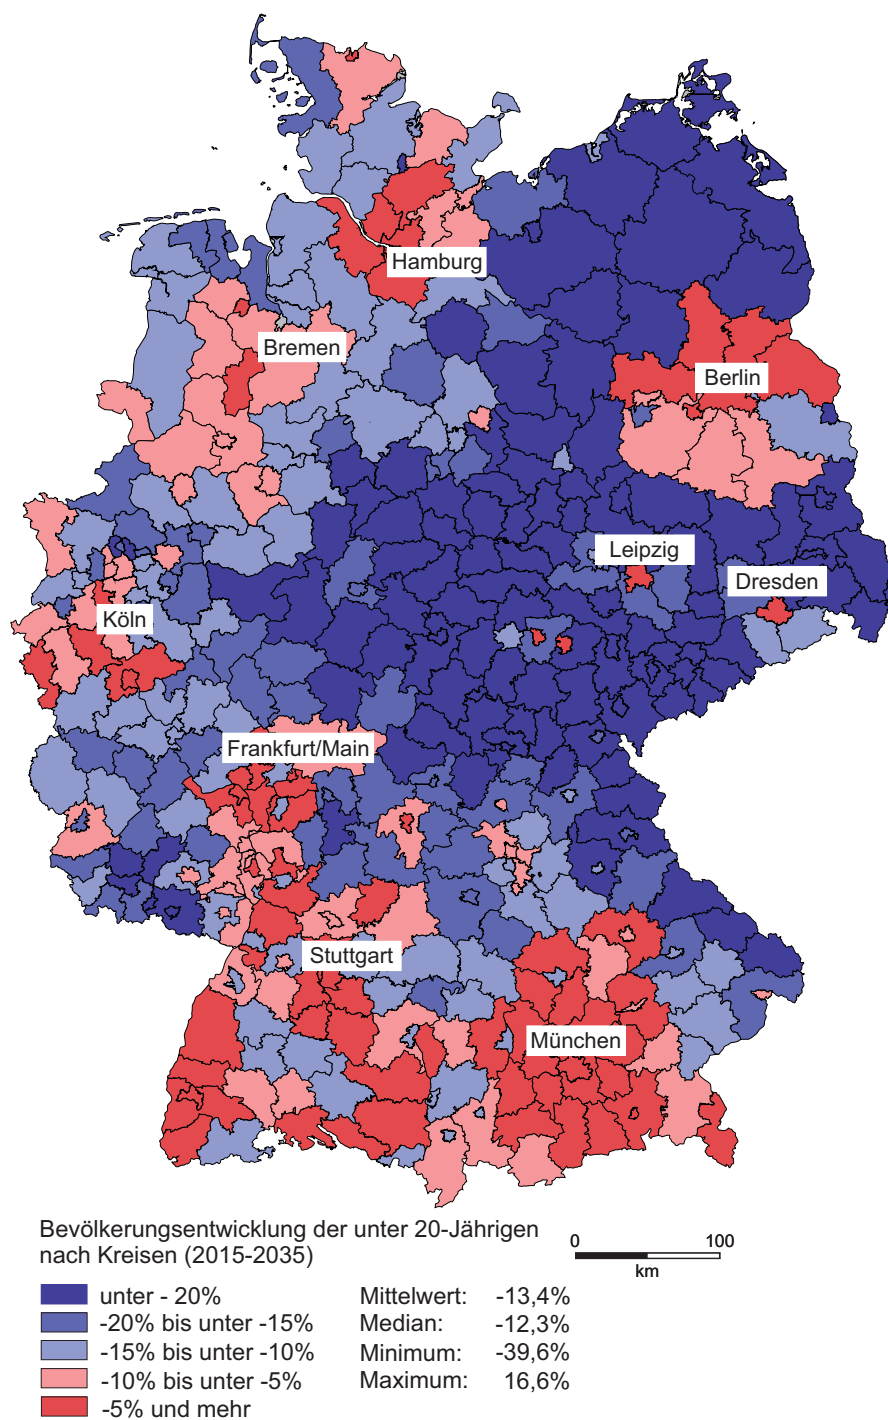 Hamburg
Bremen
Berlin
Leipzig
Dresden
Köln
Frankfurt/Main
Stuttgart
München
Bevölkerungsentwicklung der unter 20-Jährigen
nach Kreisen (2015-2035)
0 100
km
unter - 20%
-20% bis unter -15%
-15% bis unter -10%
-10% bis unter -5%
-5% und mehr
Mittelwert: -13,4%
Median: -12,3%
Minimum: -39,6%
Maximum: 16,6%